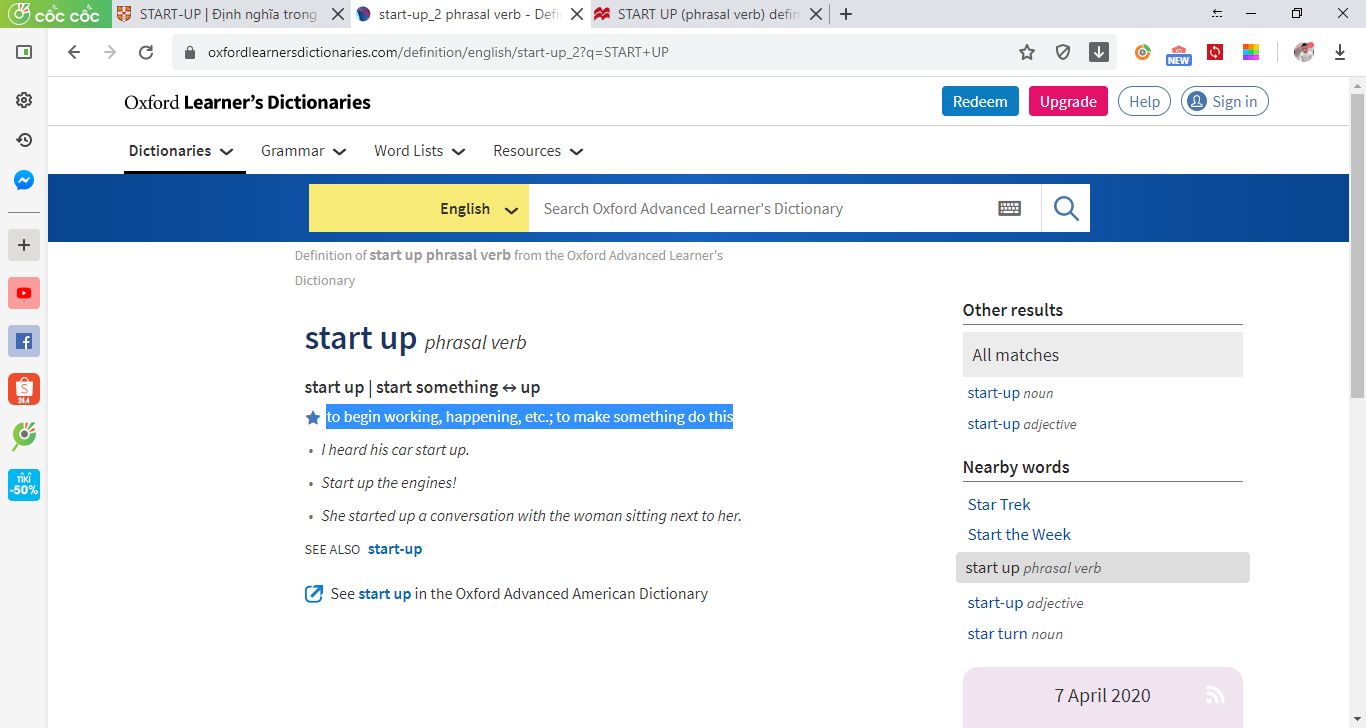 cốc cốc
START-UP | Định nghĩa trong
start-up_2 phrasal verb - Defi
START UP (phrasal verb) defin
oxfordlearnersdictionaries.com/definition/english/start-up_2?q=START+UP
NEW
Oxford Learner's Dictionaries
Redeem
Upgrade
Help
Sign in
Dictionaries
Grammar
Word Lists
Resources
English
Search Oxford Advanced Learner's Dictionary
Definition of start up phrasal verb from the Oxford Advanced Learner's
Dictionary
start up phrasal verb
start up | start something ↔ up
to begin working, happening, etc.; to make something do this
• I heard his car start up.
• Start up the engines!
• She started up a conversation with the woman sitting next to her.
SEE ALSO start-up
See start up in the Oxford Advanced American Dictionary
Other results
All matches
start-up noun
start-up adjective
Nearby words
Star Trek
Start the Week
start up phrasal verb
start-up adjective
star turn noun
7 April 2020
S
24.4
TIKI
-50%